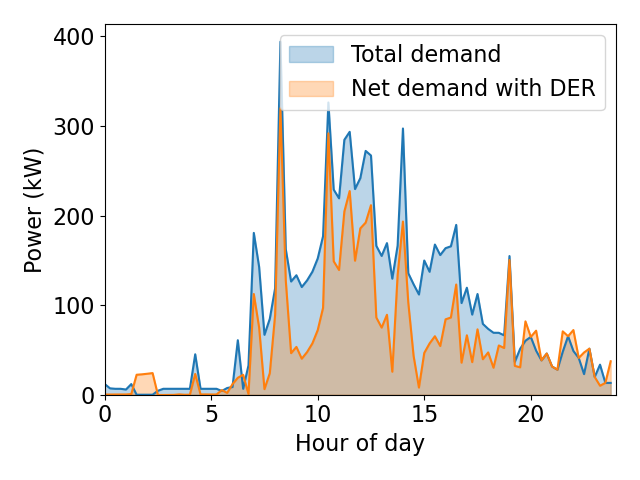 400
300
200
100
0
Power (kW)
Total demand
Net demand with DER
0 5 10 15 20
Hour of day